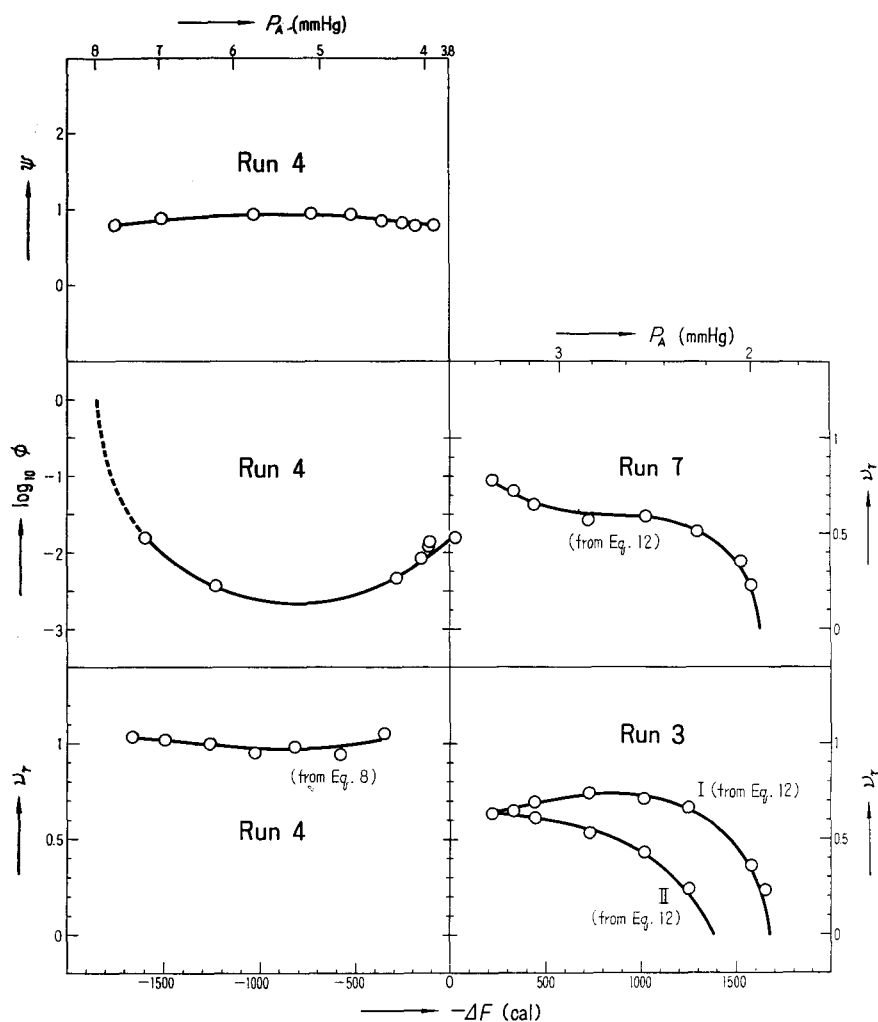 P_A (mmHg)
8 7 6 5 4 3.8
2
1
0
ψ
Run 4
P_A (mmHg)
3 2
0
-1
-2
-3
log₁₀ φ
Run 4
Run 7
(from Eq. 12)
1
0.5
0
ν_r
1
0.5
0
ν_r
(from Eq. 8)
Run 4
Run 3
I (from Eq. 12)
II
(from Eq. 12)
1
0.5
0
ν_r
-1500 -1000 -500 0 500 1000 1500
-ΔF (cal)